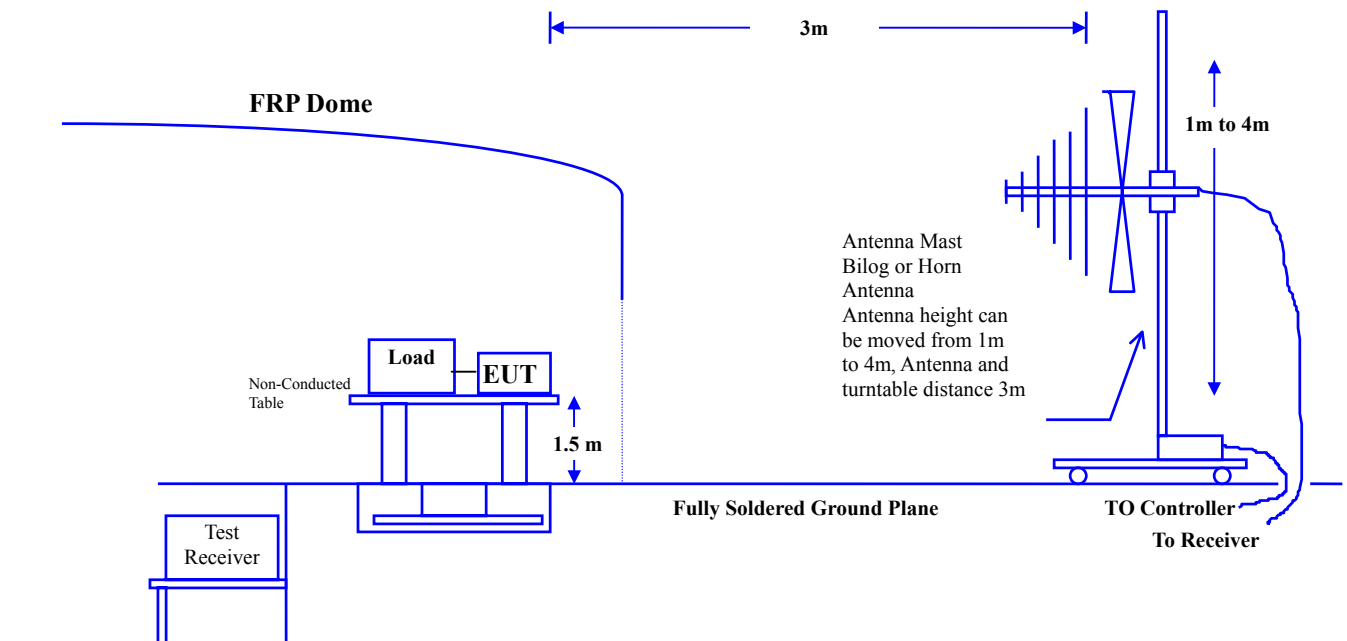 3m
FRP Dome
1m to 4m
Antenna Mast
Bilog or Horn
Antenna
Antenna height can
be moved from 1m
to 4m, Antenna and
turntable distance 3m
Load
EUT
Non-Conducted
Table
1.5 m
Fully Soldered Ground Plane
TO Controller
To Receiver
Test
Receiver